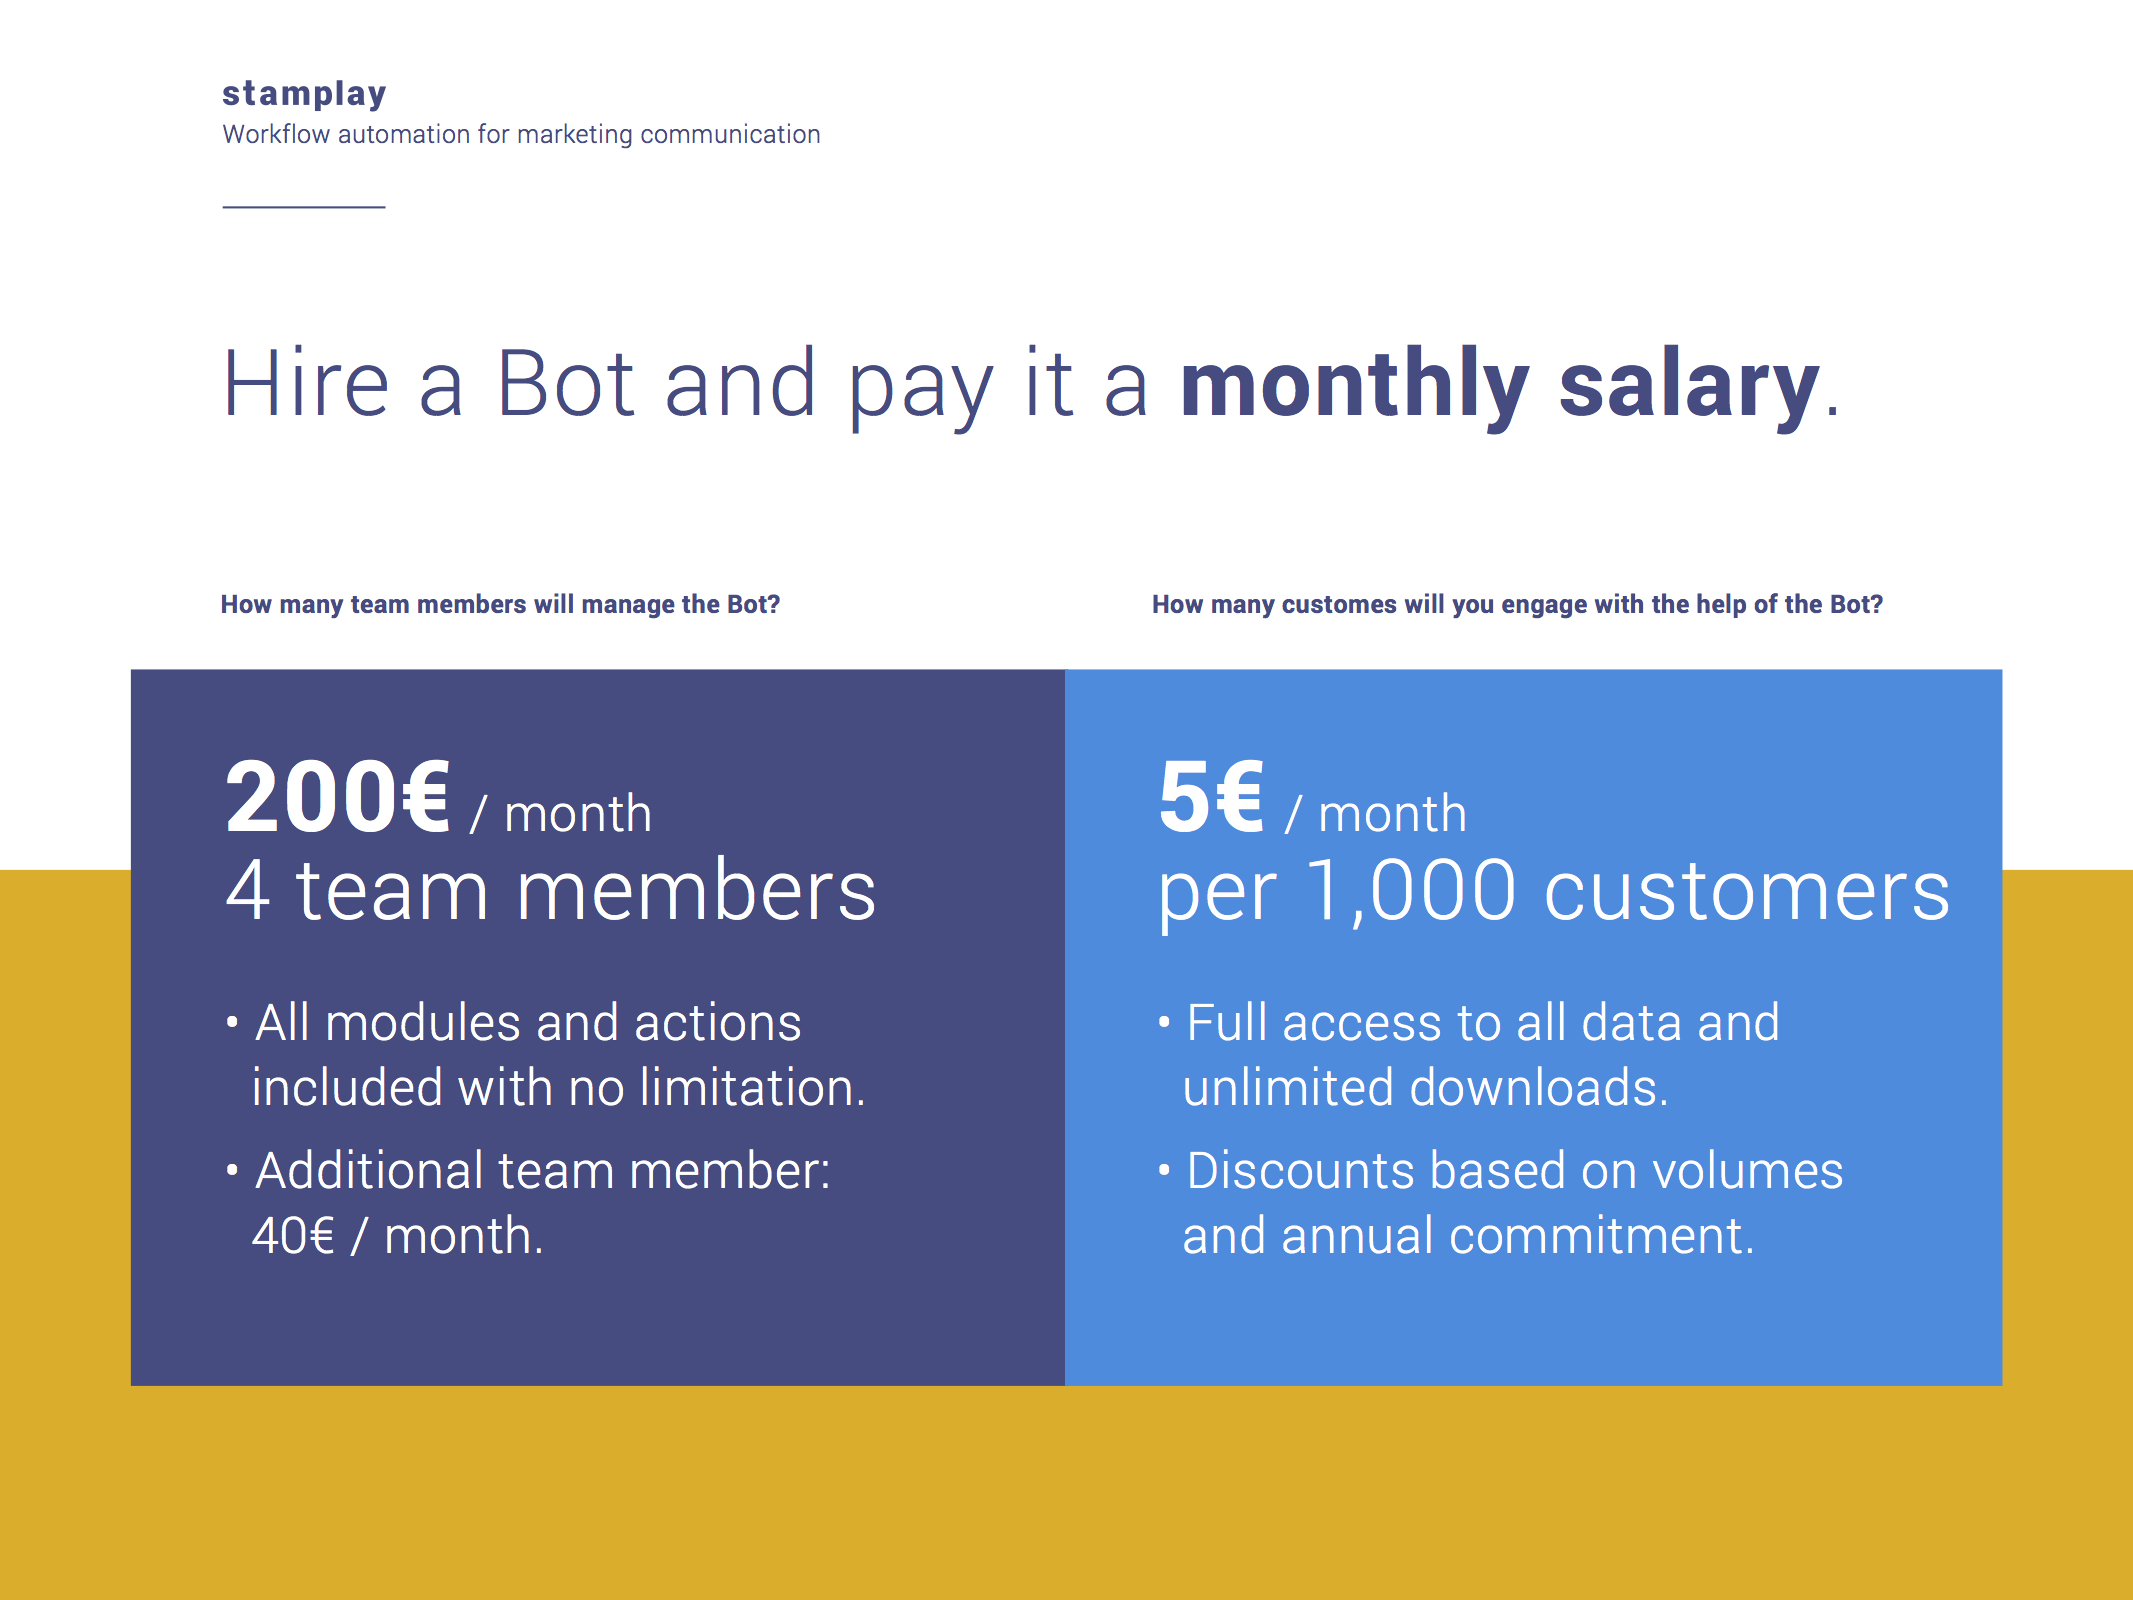 stamplay
Workflow automation for marketing communication
Hire a Bot and pay it a monthly salary.
How many team members will manage the Bot?
200€ / month
4 team members
• All modules and actions
included with no limitation.
• Additional team member:
40€ / month.
How many customes will you engage with the help of the Bot?
5€ / month
per 1,000 customers
• Full access to all data and
unlimited downloads.
• Discounts based on volumes
and annual commitment.